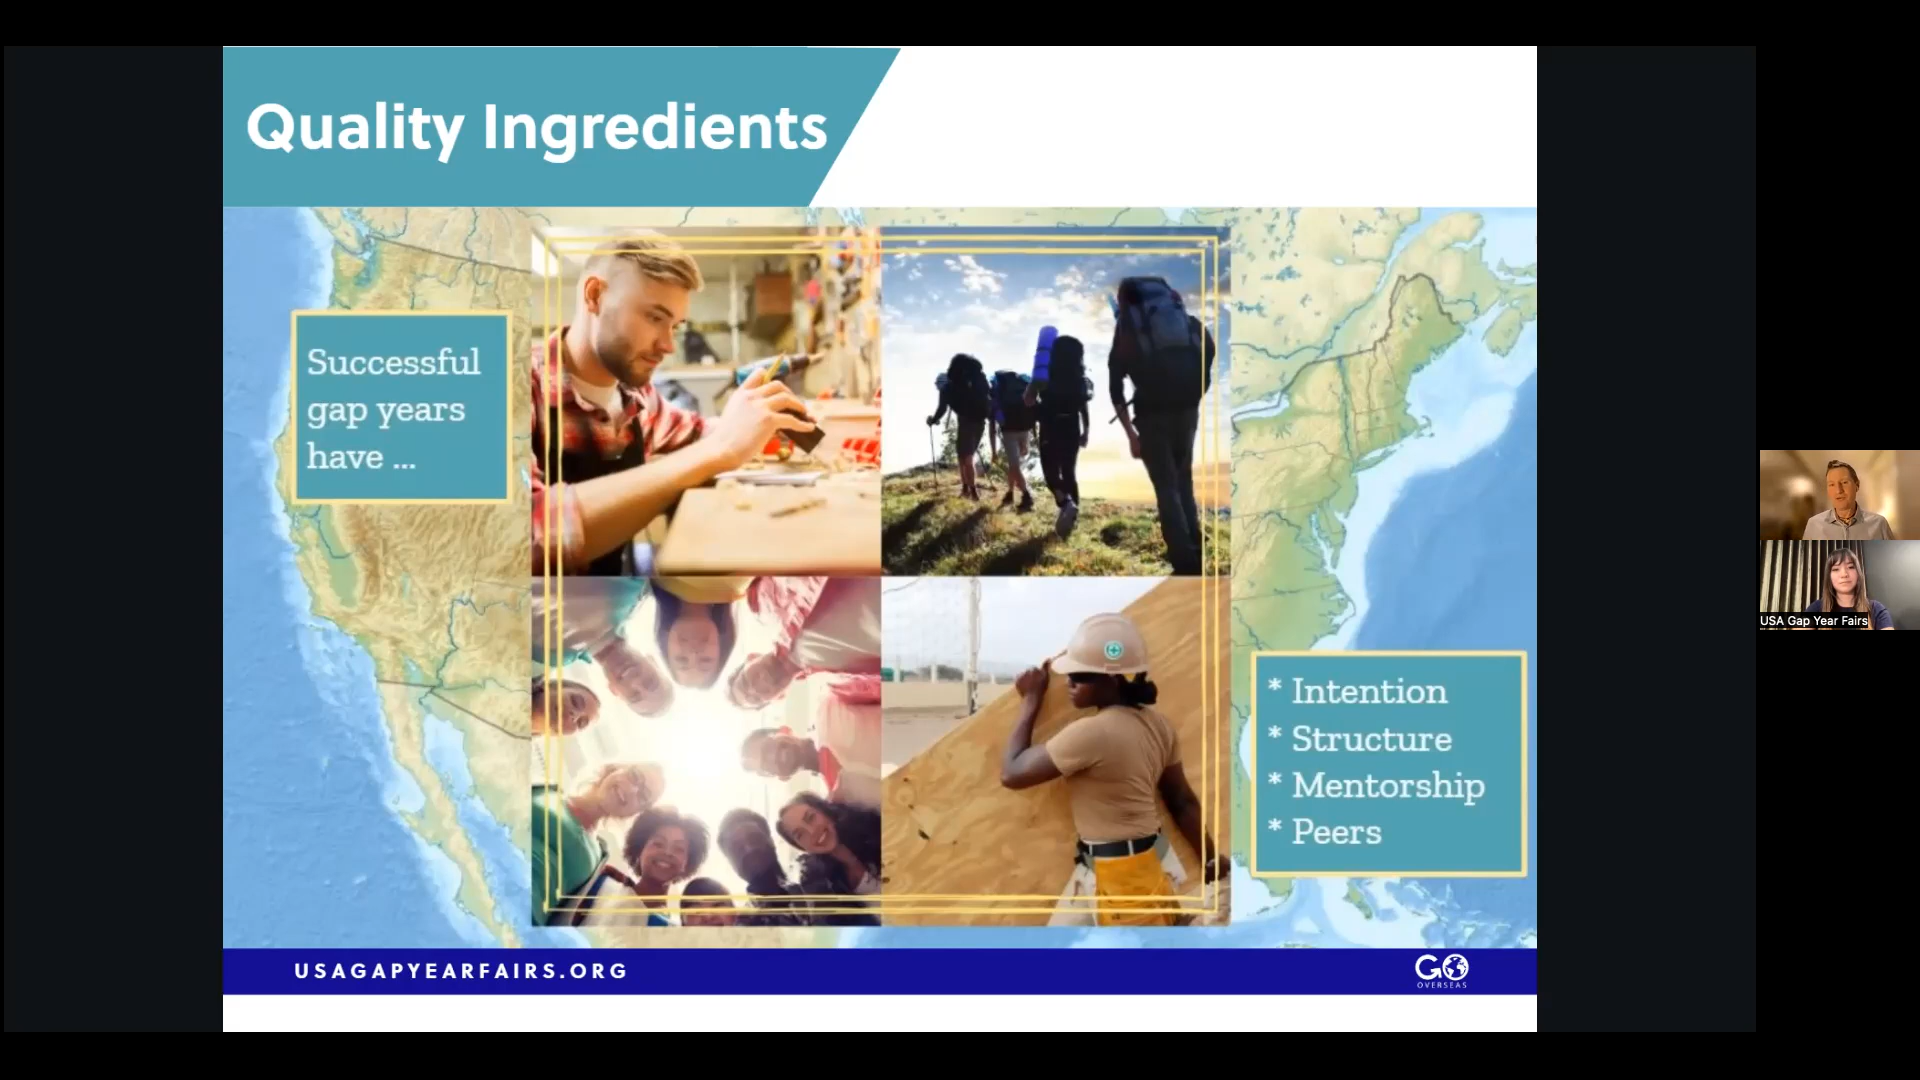 Quality Ingredients
Successful
gap years
have ...
* Intention
* Structure
* Mentorship
* Peers
USA Gap Year Fairs
USAGAPYEARFAIRS.ORG
GO
OVERSEAS